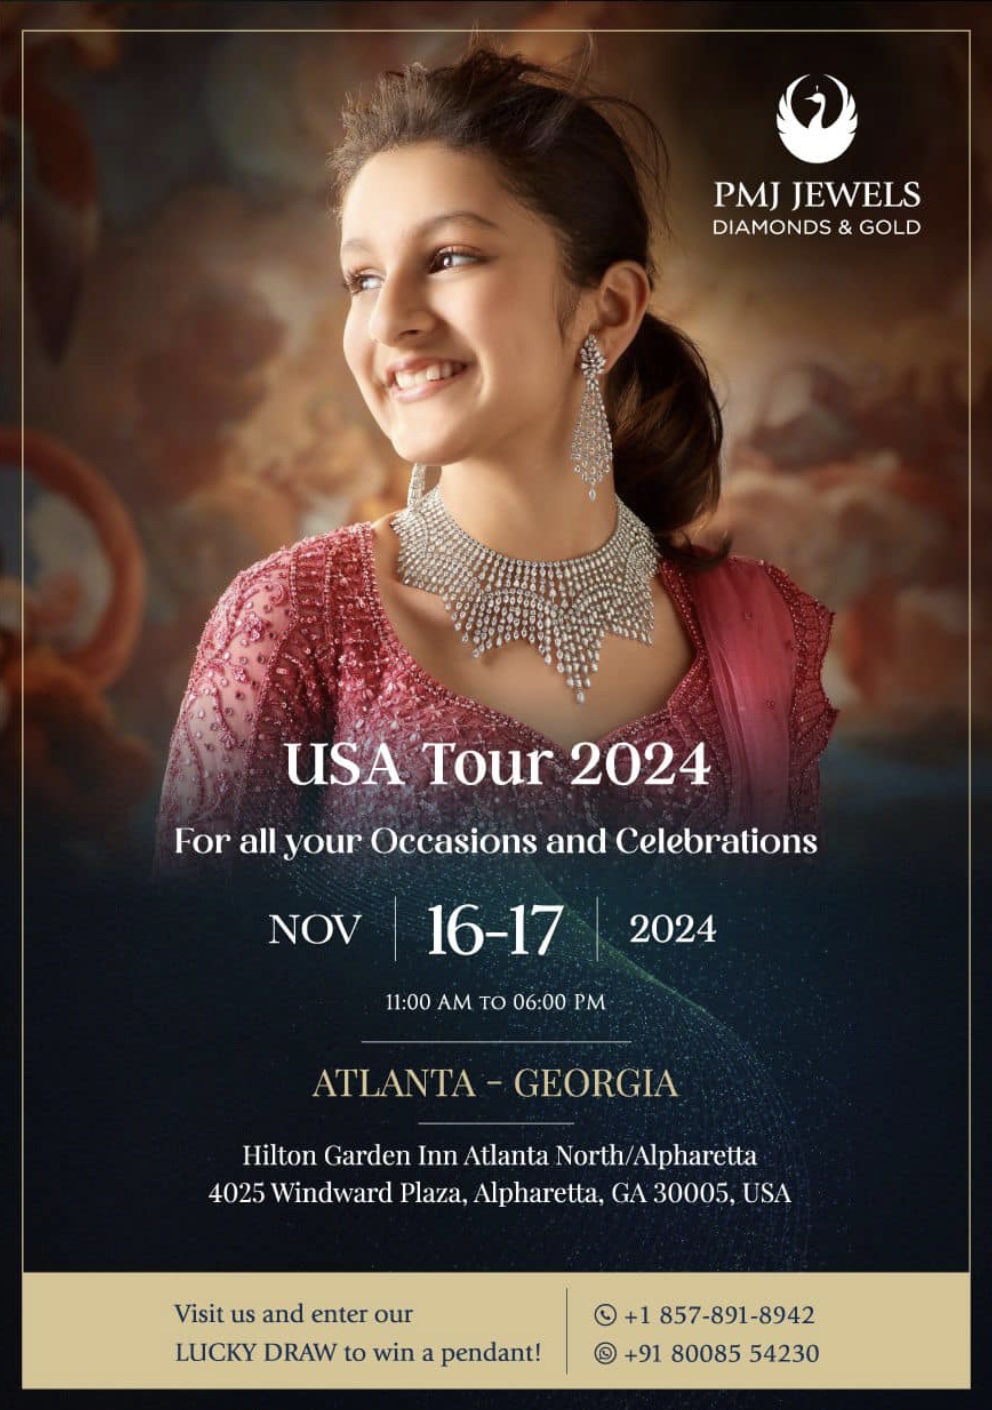 PMJ JEWELS
DIAMONDS & GOLD
USA Tour 2024
For all your Occasions and Celebrations
NOV 16-17 2024
11:00 AM TO 06:00 PM
ATLANTA - GEORGIA
Hilton Garden Inn Atlanta North/Alpharetta
4025 Windward Plaza, Alpharetta, GA 30005, USA
Visit us and enter our
LUCKY DRAW to win a pendant!
+1 857-891-8942
+91 80085 54230